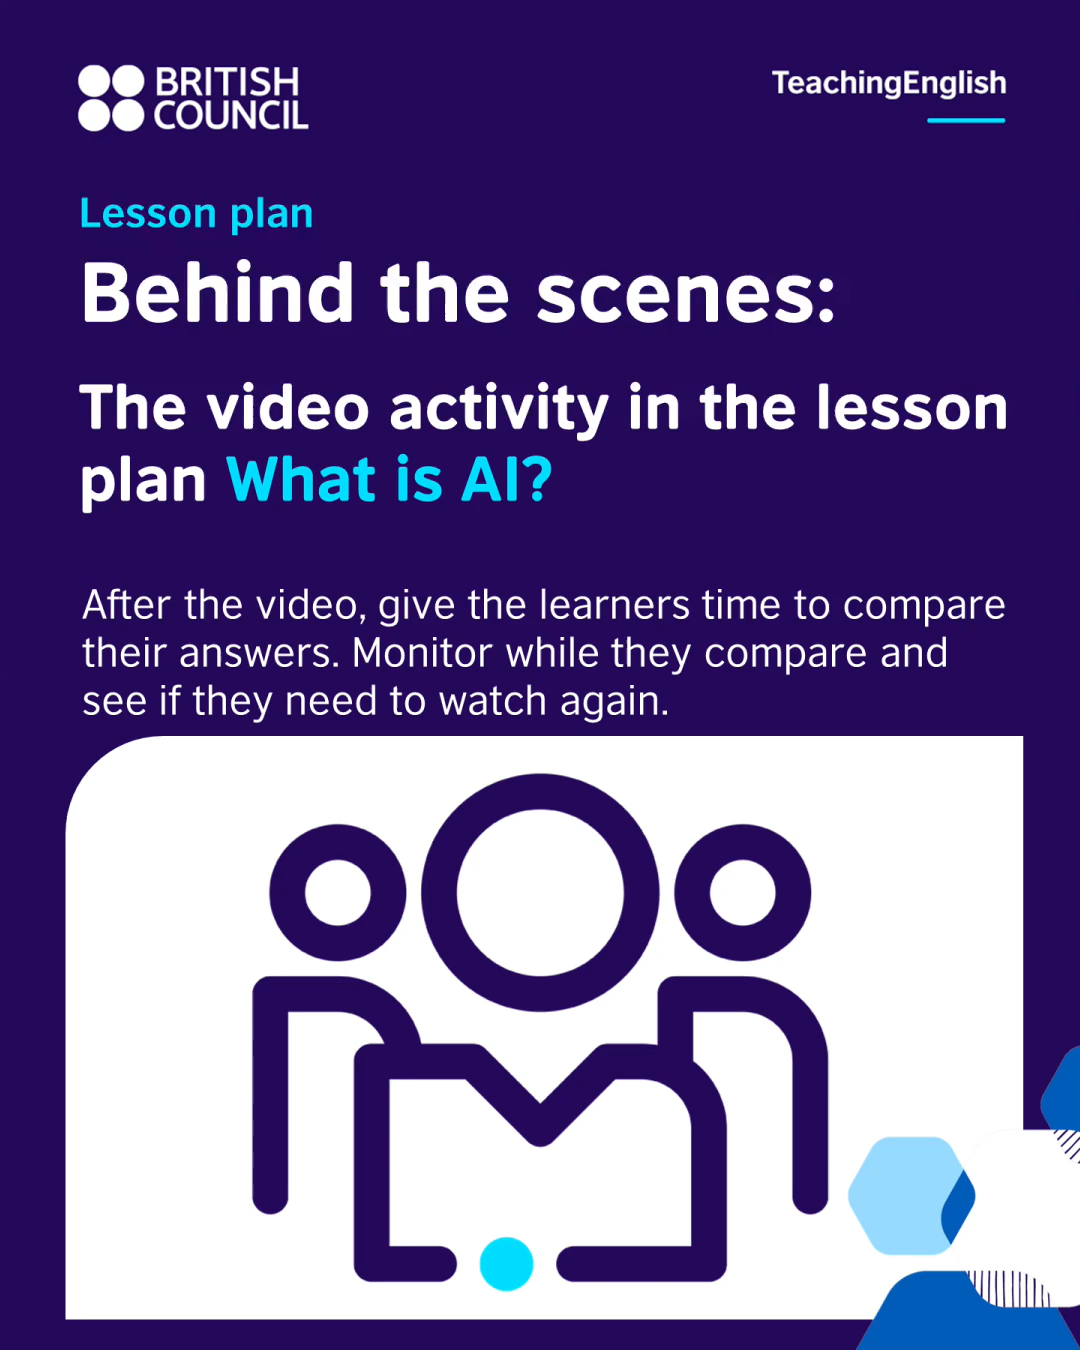 BRITISH
COUNCIL
TeachingEnglish
Lesson plan
Behind the scenes:
The video activity in the lesson
plan What is AI?
After the video, give the learners time to compare
their answers. Monitor while they compare and
see if they need to watch again.